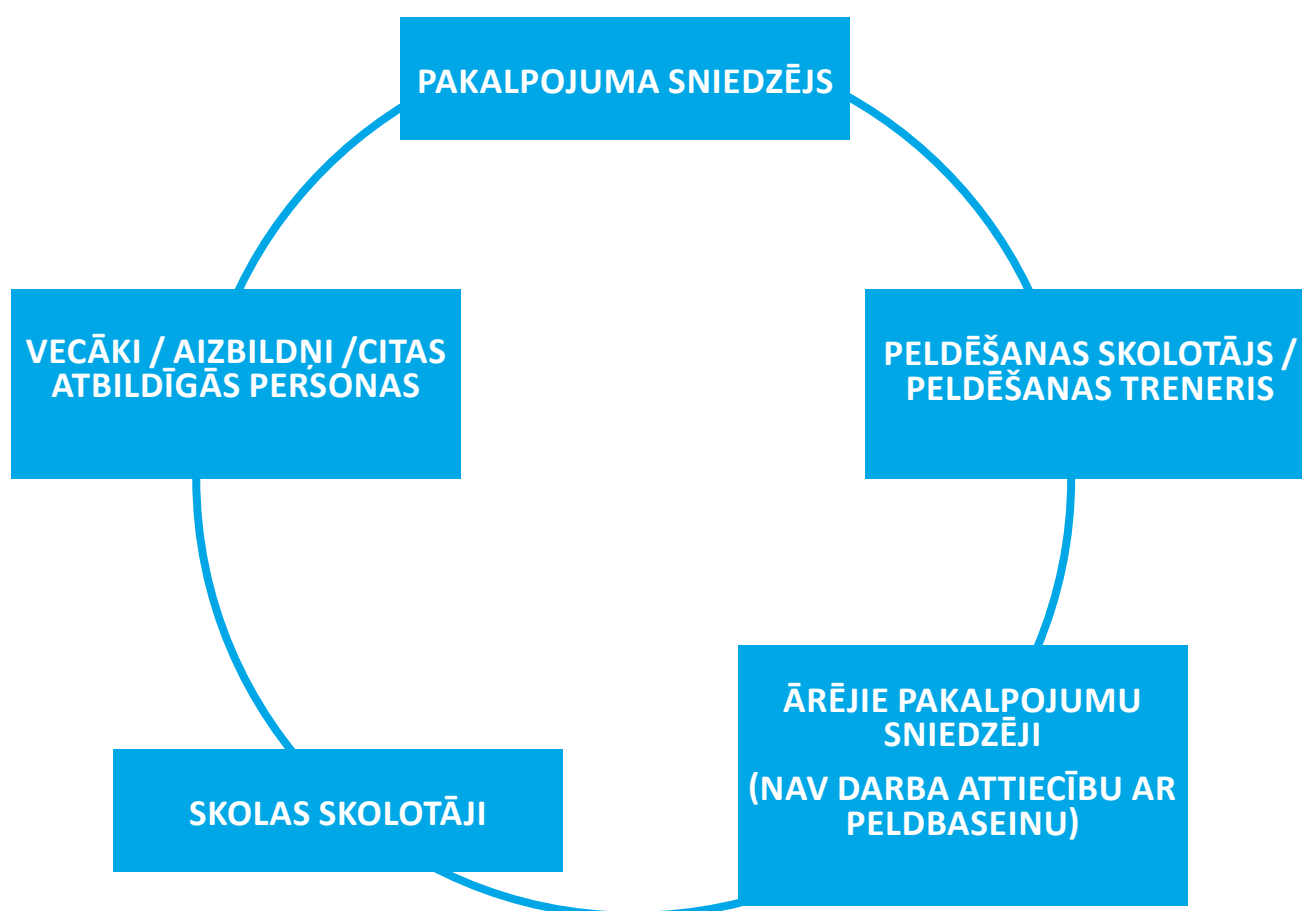 PAKALPOJUMA SNIEDZĒJS
VECĀKI / AIZBILDŅI /CITAS
ATBILDĪGĀS PERSONAS
PELDĒŠANAS SKOLOTĀJS /
PELDĒŠANAS TRENERIS
ĀRĒJIE PAKALPOJUMU
SNIEDZĒJI
(NAV DARBA ATTIECĪBU AR
PELDBASEINU)
SKOLAS SKOLOTĀJI